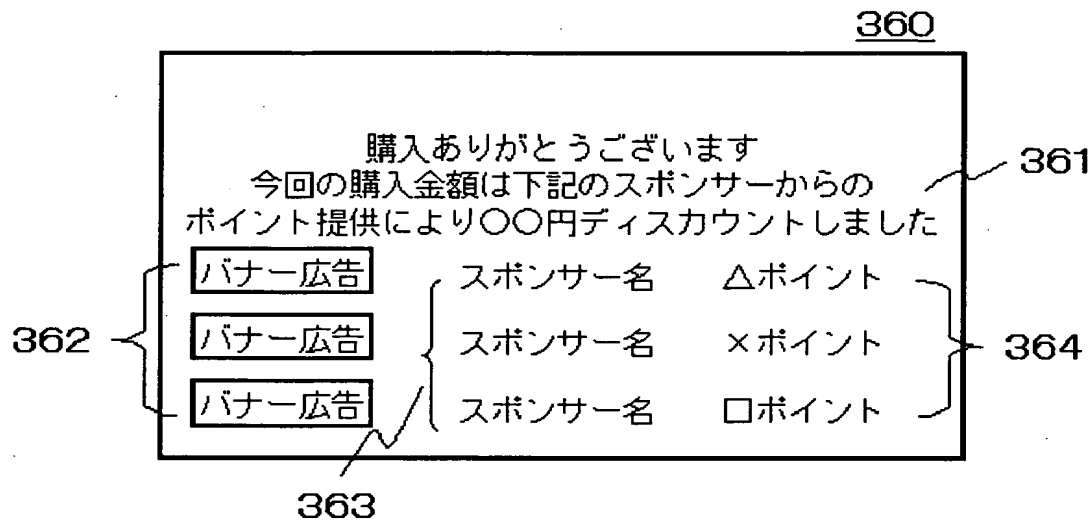 360
購入ありがとうございます
361
今回の購入金額は下記のスポンサーからの
ポイント提供により〇〇円ディスカウントしました
バナー広告 スポンサー名 △ポイント
362 バナー広告 スポンサー名 ×ポイント 364
バナー広告 スポンサー名 □ポイント
363